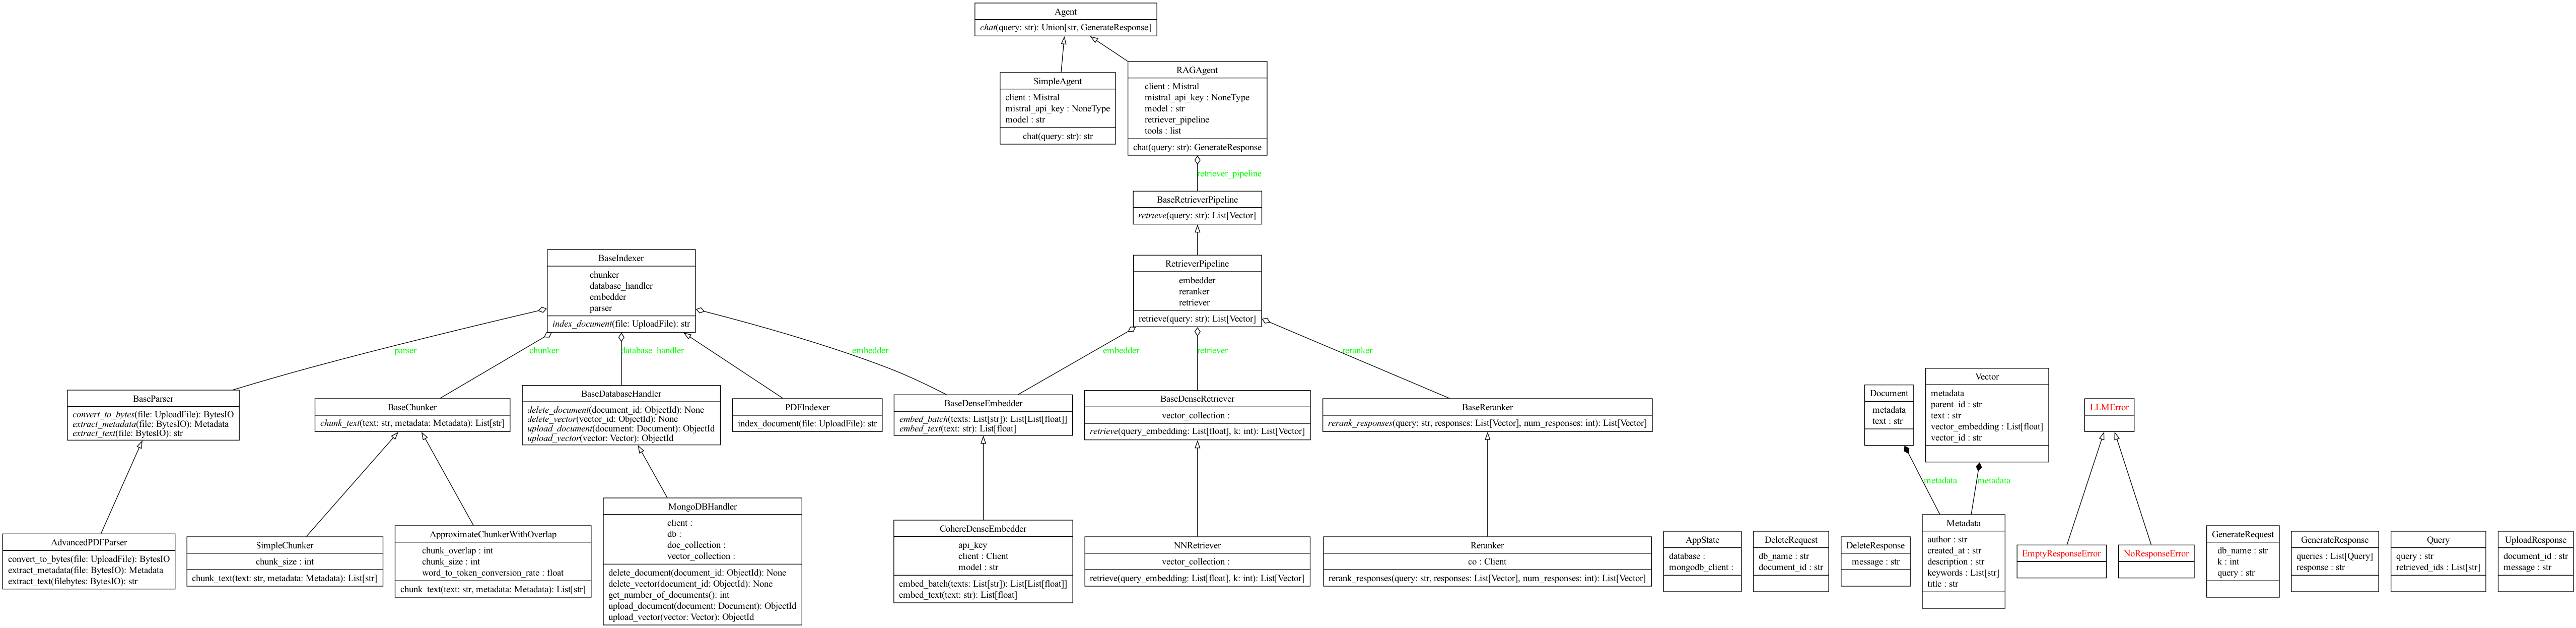 Agent
chat(query: str): Union[str, GenerateResponse]
SimpleAgent
client : Mistral
mistral_api_key : NoneType
model : str
chat(query: str): str
RAGAgent
client : Mistral
mistral_api_key : NoneType
model : str
retriever_pipeline
tools : list
chat(query: str): GenerateResponse
retriever_pipeline
BaseRetrieverPipeline
retrieve(query: str): List[Vector]
BaseIndexer
chunker
database_handler
embedder
parser
index_document(file: UploadFile): str
RetrieverPipeline
embedder
reranker
retriever
retrieve(query: str): List[Vector]
parser
chunker
database_handler
embedder
embedder
retriever
reranker
BaseParser
convert_to_bytes(file: UploadFile): BytesIO
extract_metadata(file: BytesIO): Metadata
extract_text(file: BytesIO): str
BaseChunker
chunk_text(text: str, metadata: Metadata): List[str]
BaseDatabaseHandler
delete_document(document_id: ObjectId): None
delete_vector(vector_id: ObjectId): None
upload_document(document: Document): ObjectId
upload_vector(vector: Vector): ObjectId
PDFIndexer
index_document(file: UploadFile): str
BaseDenseEmbedder
embed_batch(texts: List[str]): List[List[float]]
embed_text(text: str): List[float]
BaseDenseRetriever
vector_collection :
retrieve(query_embedding: List[float], k: int): List[Vector]
BaseReranker
rerank_responses(query: str, responses: List[Vector], num_responses: int): List[Vector]
Document
metadata
text : str
Vector
metadata
parent_id : str
text : str
vector_embedding : List[float]
vector_id : str
LLMError
metadata
metadata
AdvancedPDFParser
convert_to_bytes(file: UploadFile): BytesIO
extract_metadata(file: BytesIO): Metadata
extract_text(filebytes: BytesIO): str
SimpleChunker
chunk_size : int
chunk_text(text: str, metadata: Metadata): List[str]
ApproximateChunkerWithOverlap
chunk_overlap : int
chunk_size : int
word_to_token_conversion_rate : float
chunk_text(text: str, metadata: Metadata): List[str]
MongoDBHandler
client :
db :
doc_collection :
vector_collection :
delete_document(document_id: ObjectId): None
delete_vector(document_id: ObjectId): None
get_number_of_documents(): int
upload_document(document: Document): ObjectId
upload_vector(vector: Vector): ObjectId
CohereDenseEmbedder
api_key
client : Client
model : str
embed_batch(texts: List[str]): List[List[float]]
embed_text(text: str): List[float]
NNRetriever
vector_collection :
retrieve(query_embedding: List[float], k: int): List[Vector]
Reranker
co : Client
rerank_responses(query: str, responses: List[Vector], num_responses: int): List[Vector]
AppState
database :
mongodb_client :
DeleteRequest
db_name : str
document_id : str
DeleteResponse
message : str
Metadata
author : str
created_at : str
description : str
keywords : List[str]
title : str
EmptyResponseError
NoResponseError
GenerateRequest
db_name : str
k : int
query : str
GenerateResponse
queries : List[Query]
response : str
Query
query : str
retrieved_ids : List[str]
UploadResponse
document_id : str
message : str